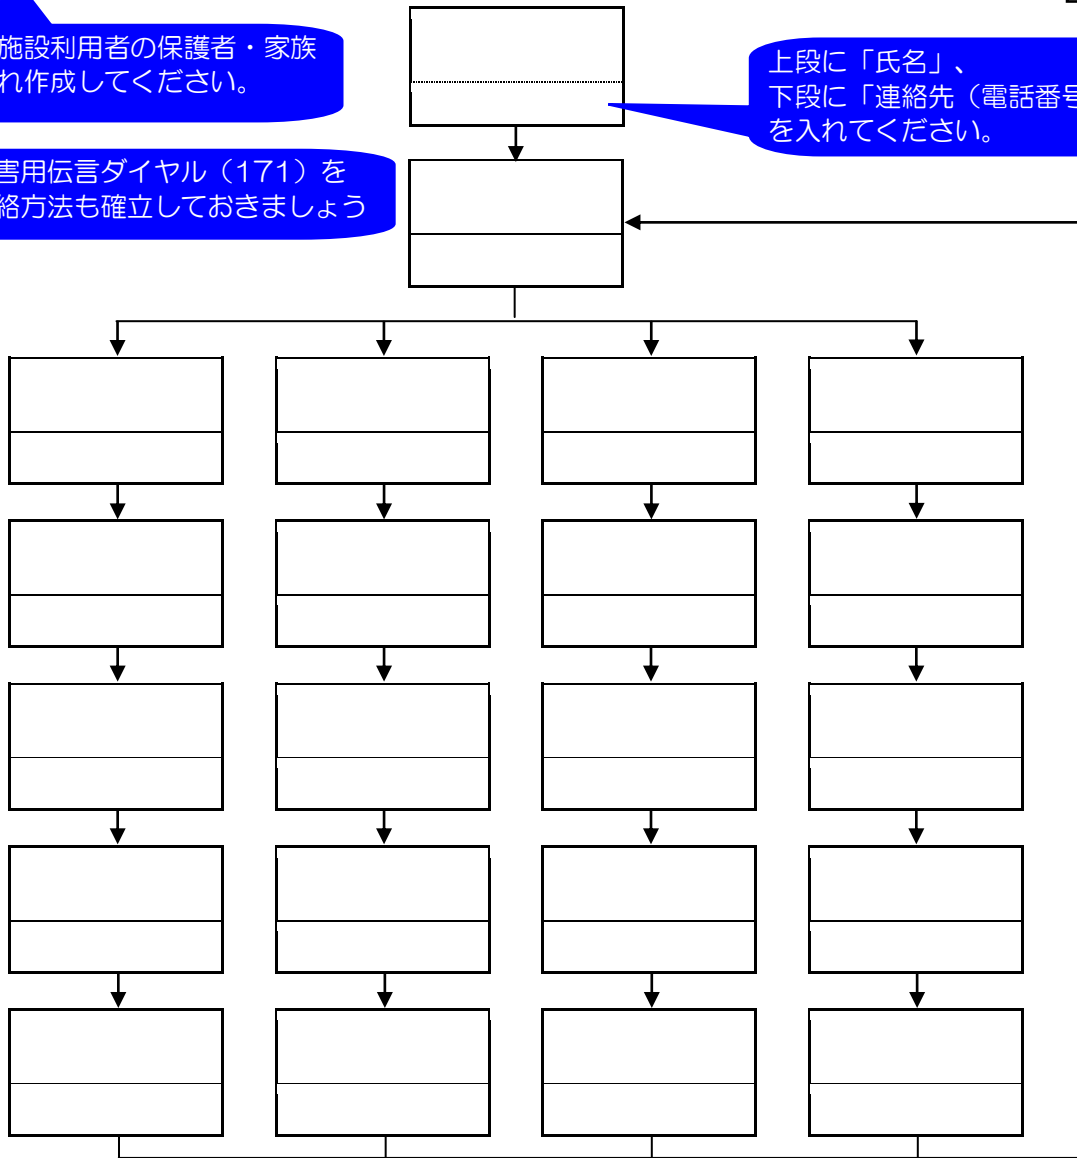 施設利用者の保護者・家族
れ作成してください。
上段に「氏名」、
下段に「連絡先（電話番号
を入れてください。
害用伝言ダイヤル（171）を
絡方法も確立しておきましょう